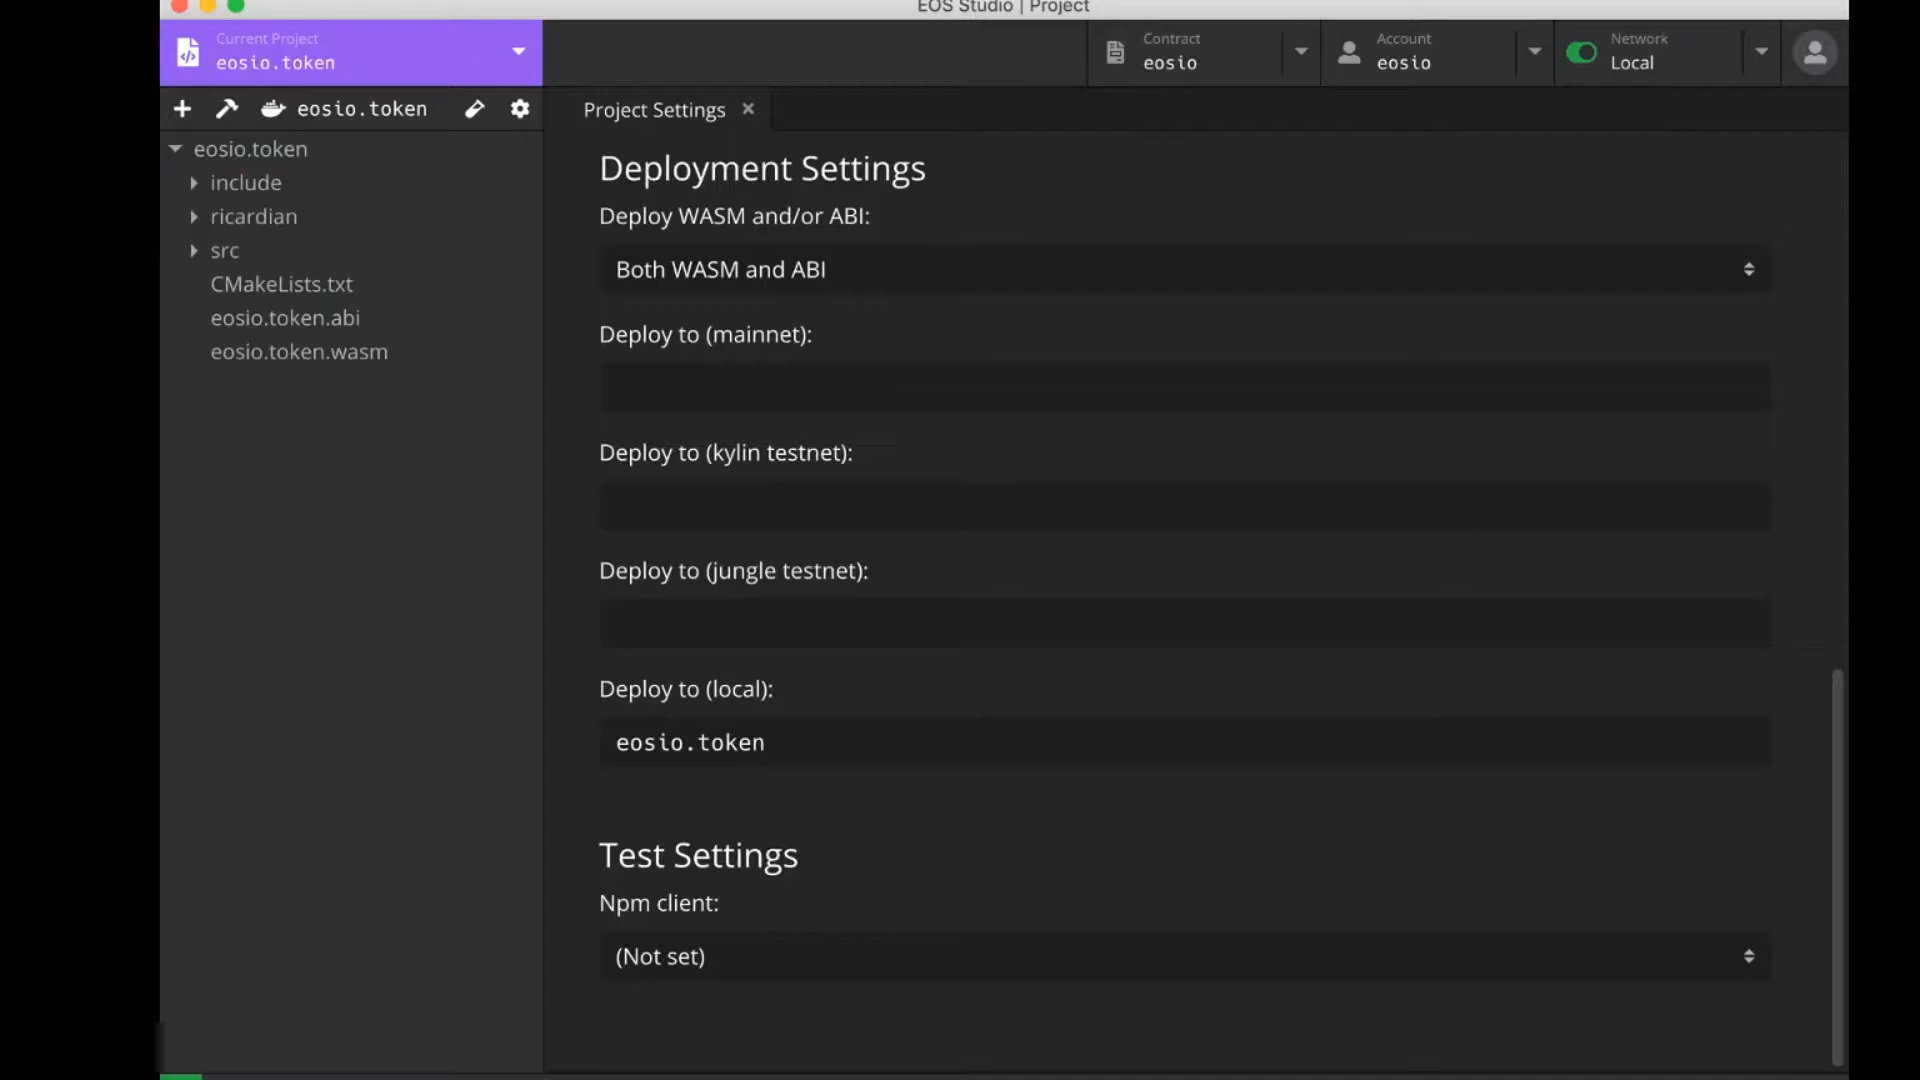 EOS Studio | Project
Current Project
eosio.token
Contract
eosio
Account
eosio
Network
Local
eosio.token
Project Settings
eosio.token
include
ricardian
src
CMakeLists.txt
eosio.token.abi
eosio.token.wasm
Deployment Settings
Deploy WASM and/or ABI:
Both WASM and ABI
Deploy to (mainnet):
Deploy to (kylin testnet):
Deploy to (jungle testnet):
Deploy to (local):
eosio.token
Test Settings
Npm client:
(Not set)